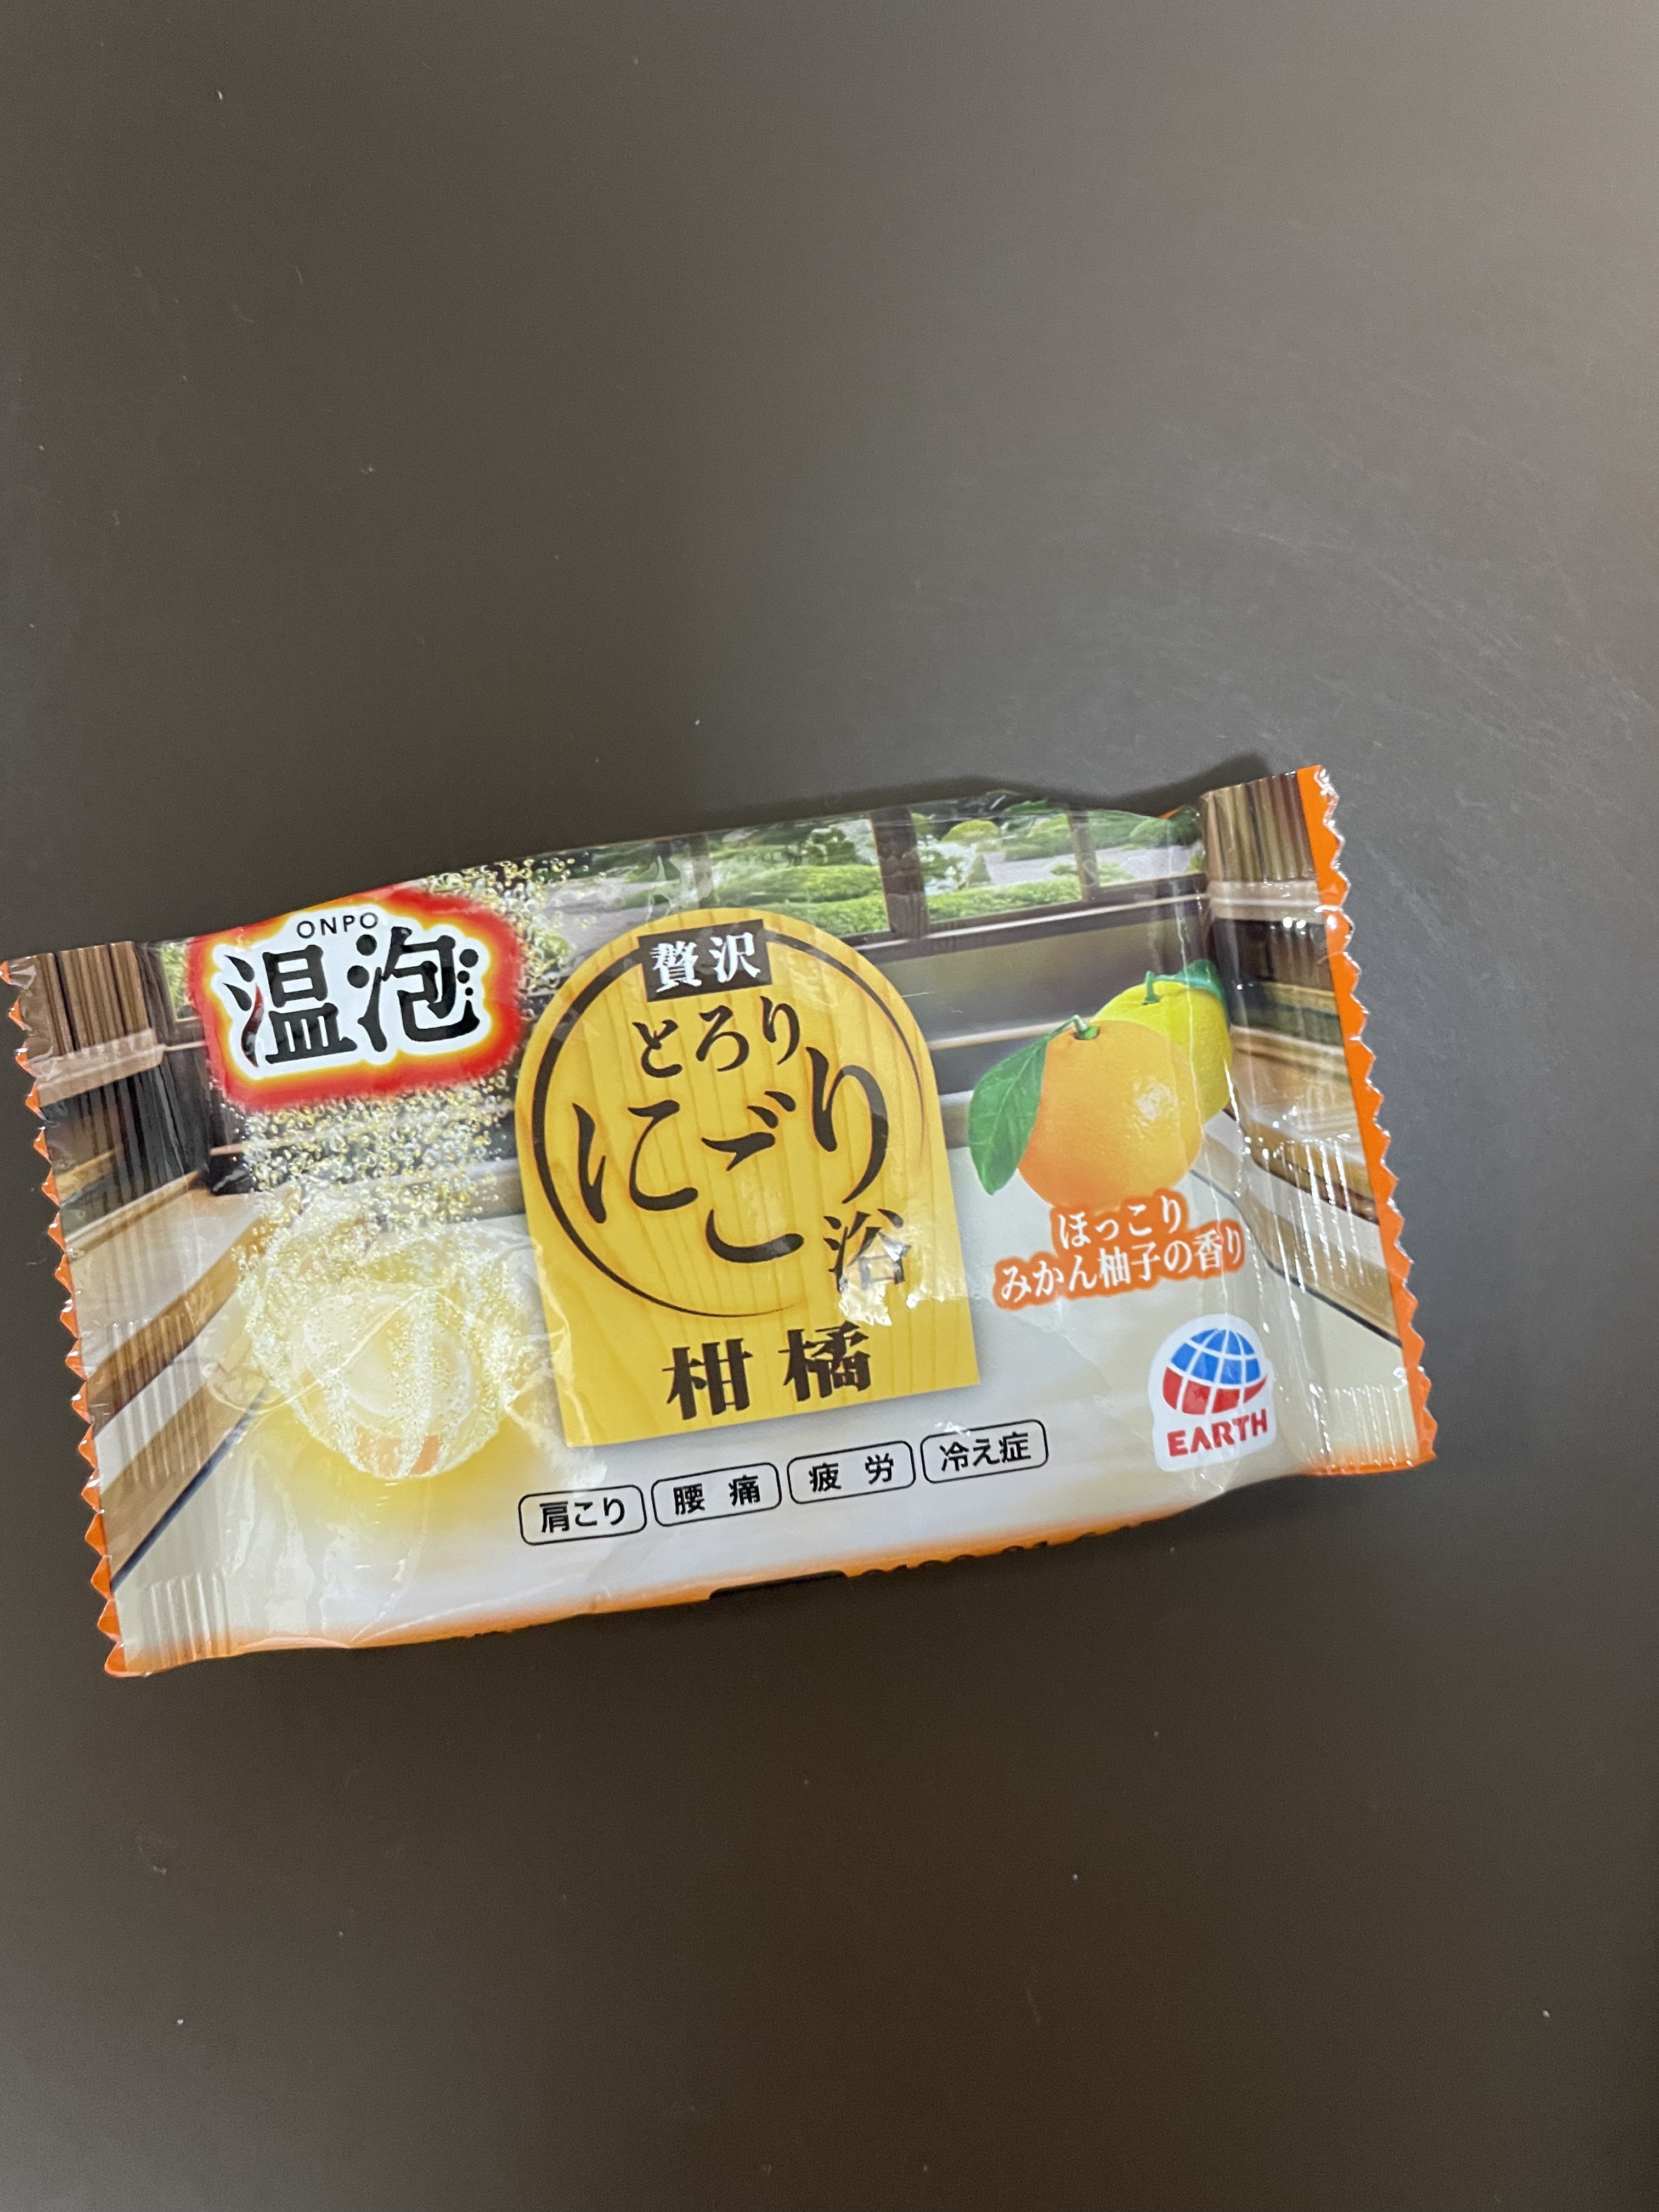 ONPO
温泡
贅沢
とろり
にごり浴
柑橘
ほっこり
みかん柚子の香り
EARTH
肩こり 腰痛 疲労 冷え症